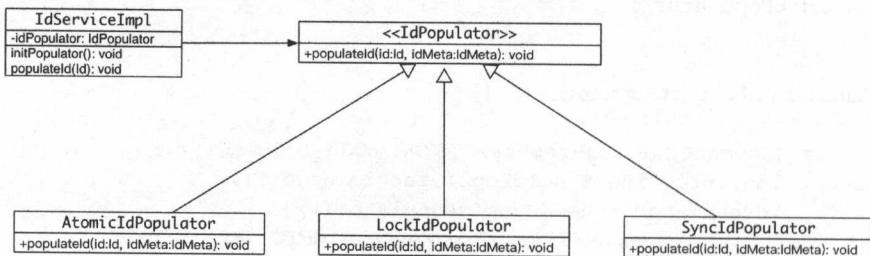 IdServiceImpl
-idPopulator: IdPopulator
initPopulator(): void
populateId(Id): void
<<IdPopulator>>
+populateId(id:Id, idMeta:IdMeta): void
AtomicIdPopulator
+populateId(id:Id, idMeta:IdMeta): void
LockIdPopulator
+populateId(id:Id, idMeta:IdMeta): void
SyncIdPopulator
+populateId(id:Id, idMeta:IdMeta): void